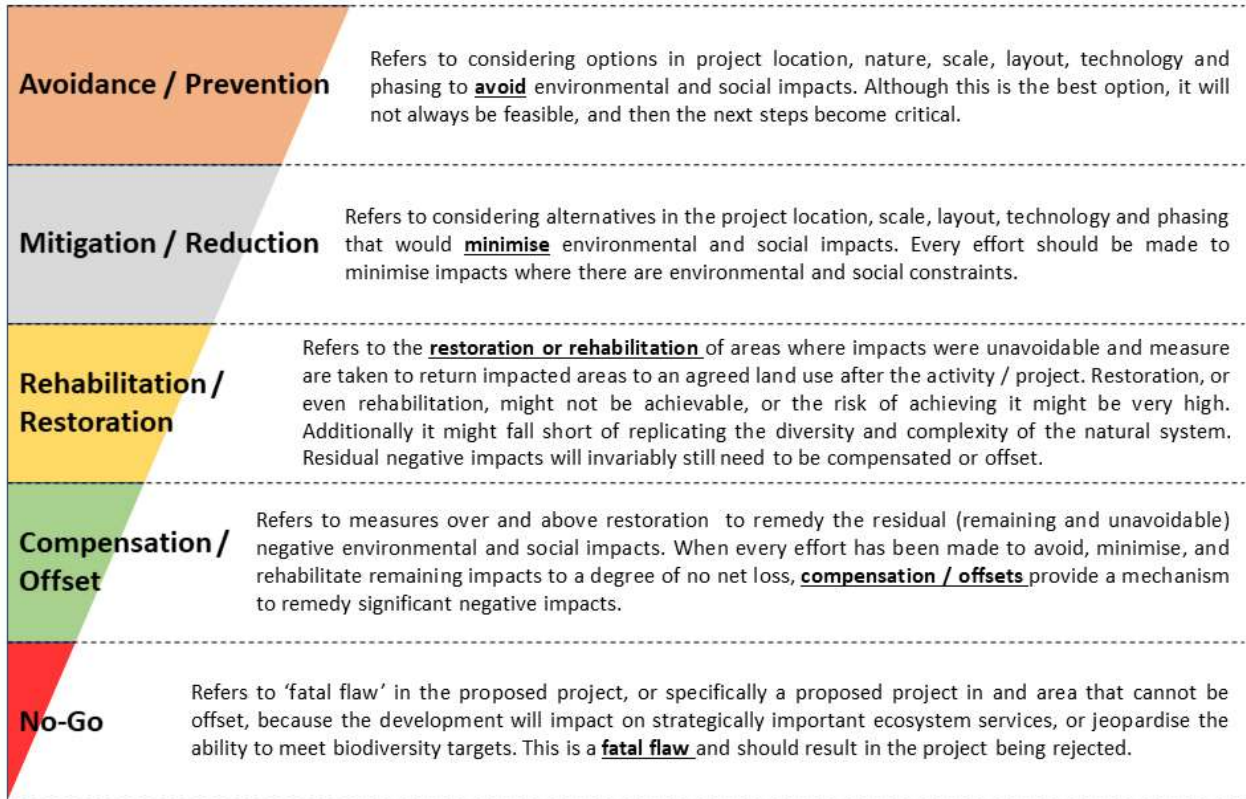 Avoidance / Prevention
Refers to considering options in project location, nature, scale, layout, technology and
phasing to avoid environmental and social impacts. Although this is the best option, it will
not always be feasible, and then the next steps become critical.
Mitigation / Reduction
Refers to considering alternatives in the project location, scale, layout, technology and phasing
that would minimise environmental and social impacts. Every effort should be made to
minimise impacts where there are environmental and social constraints.
Rehabilitation /
Restoration
Refers to the restoration or rehabilitation of areas where impacts were unavoidable and measure
are taken to return impacted areas to an agreed land use after the activity / project. Restoration, or
even rehabilitation, might not be achievable, or the risk of achieving it might be very high.
Additionally it might fall short of replicating the diversity and complexity of the natural system.
Residual negative impacts will invariably still need to be compensated or offset.
Compensation /
Offset
Refers to measures over and above restoration to remedy the residual (remaining and unavoidable)
negative environmental and social impacts. When every effort has been made to avoid, minimise, and
rehabilitate remaining impacts to a degree of no net loss, compensation / offsets provide a mechanism
to remedy significant negative impacts.
No-Go
Refers to ‘fatal flaw’ in the proposed project, or specifically a proposed project in and area that cannot be
offset, because the development will impact on strategically important ecosystem services, or jeopardise the
ability to meet biodiversity targets. This is a fatal flaw and should result in the project being rejected.